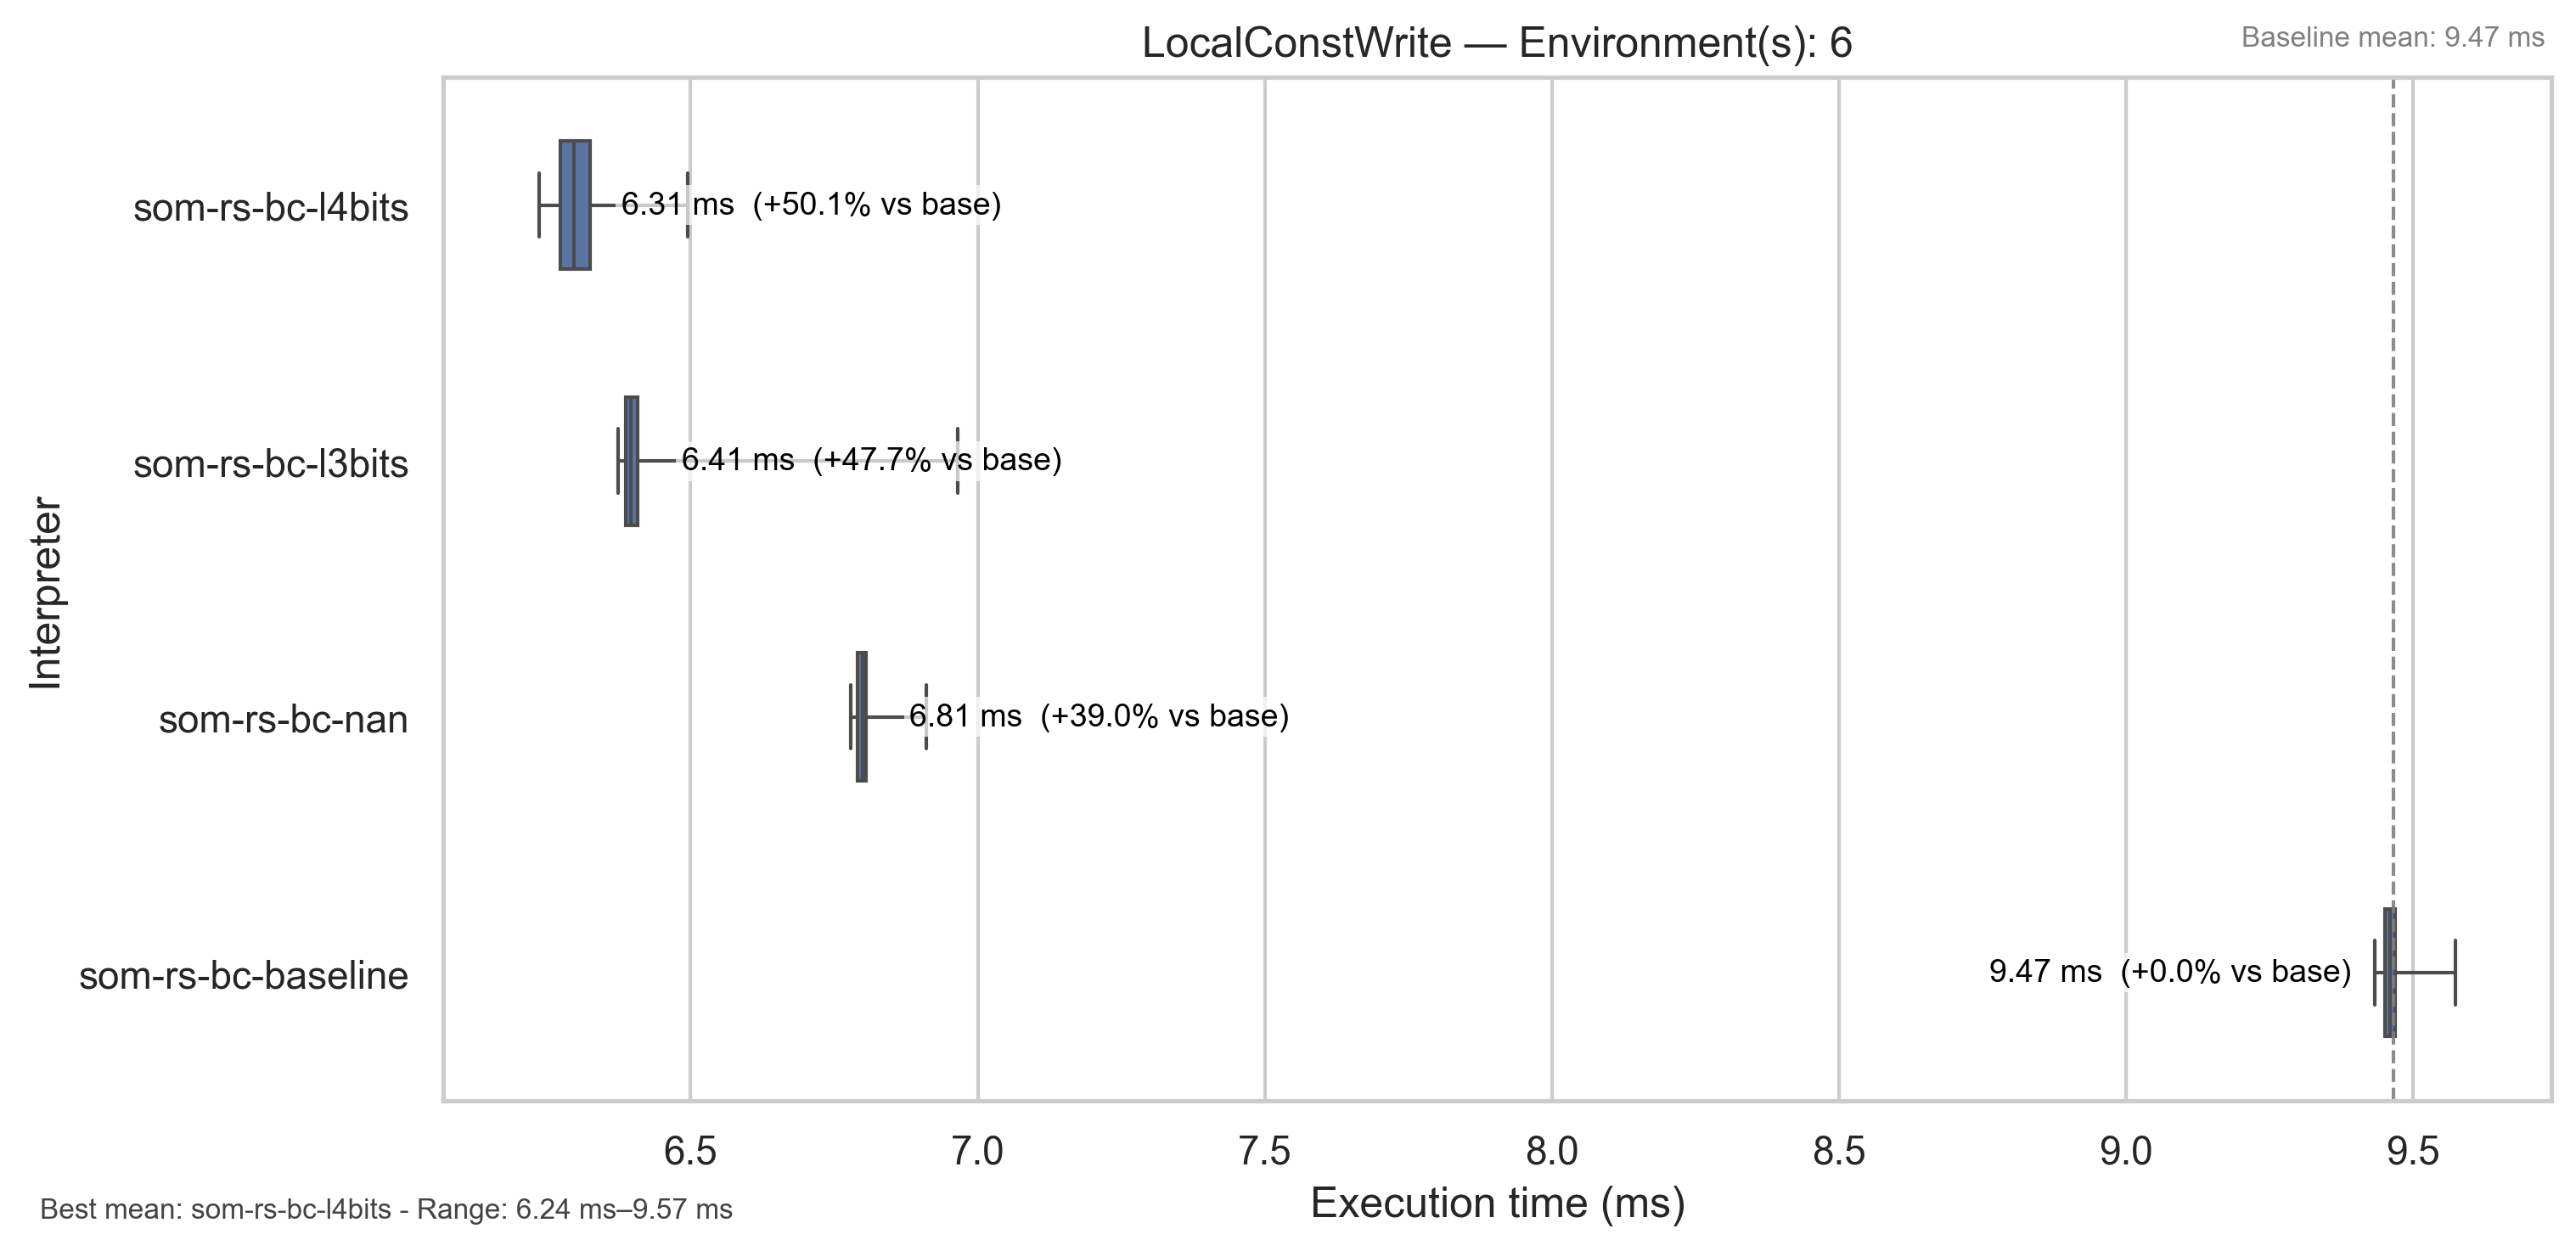 LocalConstWrite — Environment(s): 6
Baseline mean: 9.47 ms
Interpreter
som-rs-bc-l4bits
6.31 ms (+50.1% vs base)
som-rs-bc-l3bits
6.41 ms (+47.7% vs base)
som-rs-bc-nan
6.81 ms (+39.0% vs base)
som-rs-bc-baseline
9.47 ms (+0.0% vs base)
6.5 7.0 7.5 8.0 8.5 9.0 9.5
Execution time (ms)
Best mean: som-rs-bc-l4bits - Range: 6.24 ms–9.57 ms